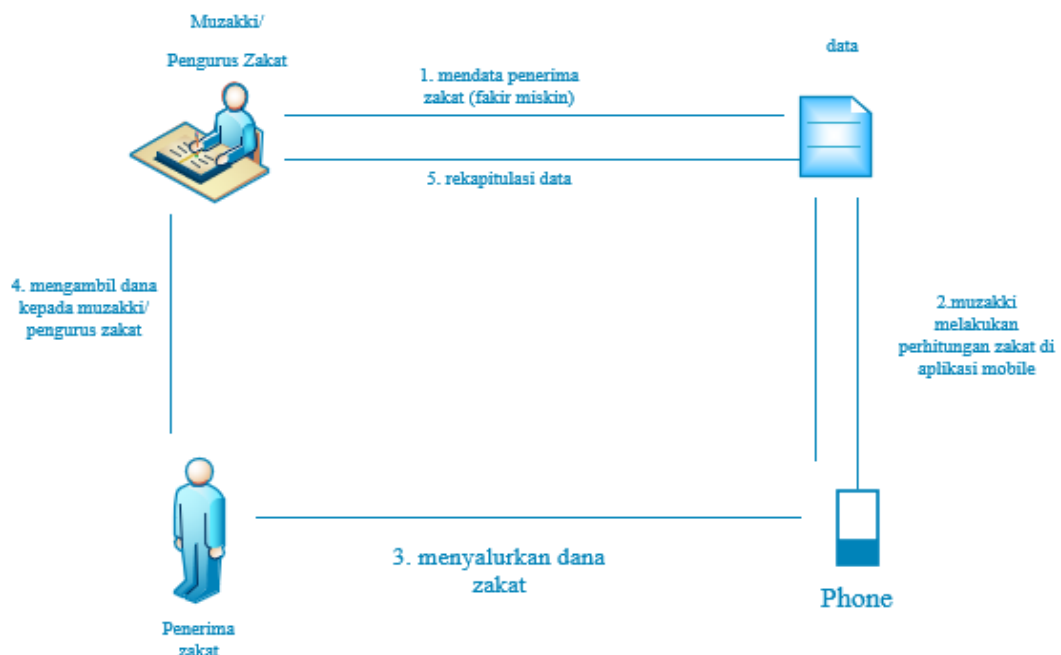 Muzakki/
Pengurus Zakat
data
1. mendata penerima
zakat (fakir miskin)
5. rekapitulasi data
4. mengambil dana
kepada muzakki/
pengurus zakat
2.muzakki
melakukan
perhitungan zakat di
aplikasi mobile
3. menyalurkan dana
zakat
Phone
Penerima
zakat